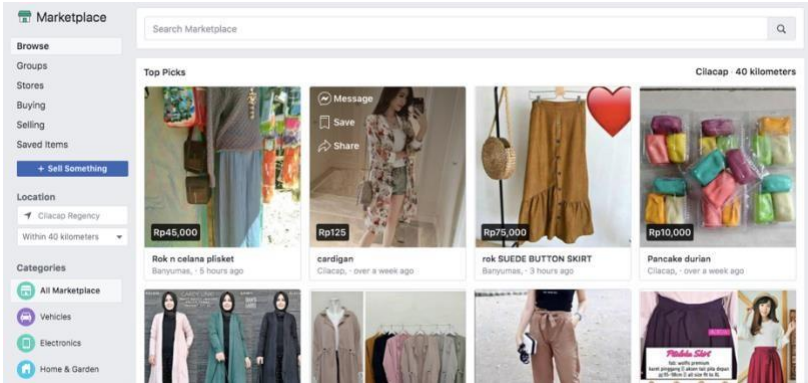 Marketplace
Search Marketplace
Browse
Groups
Stores
Buying
Selling
Saved Items
+ Sell Something
Location
Cilacap Regency
Within 40 kilometers
Categories
All Marketplace
Vehicles
Electronics
Home & Garden
Top Picks
Cilacap · 40 kilometers
Message
Save
Share
Rp45,000
Rp125
Rp75,000
Rp10,000
Rok n celana plisket
Banyumas, · 5 hours ago
cardigan
Cilacap, · over a week ago
rok SUEDE BUTTON SKIRT
Banyumas, · 3 hours ago
Pancake durian
Cilacap, · over a week ago
Skirt